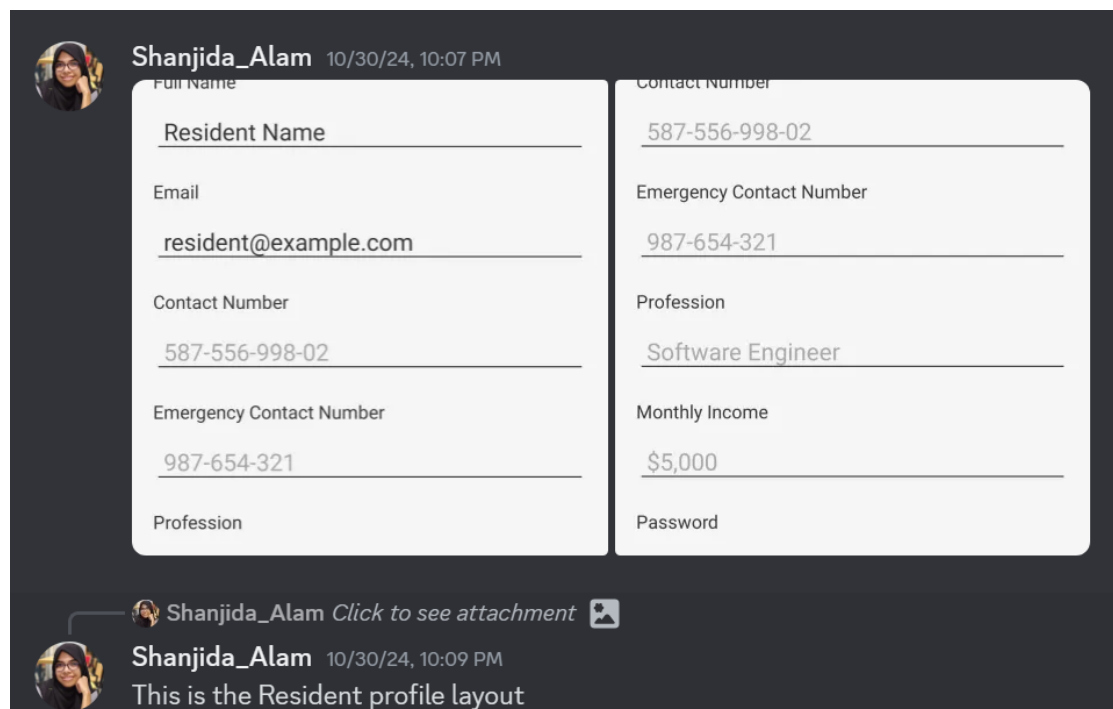 Shanjida_Alam 10/30/24, 10:07 PM
Full Name
Resident Name
Email
resident@example.com
Contact Number
587-556-998-02
Emergency Contact Number
987-654-321
Profession
Contact Number
587-556-998-02
Emergency Contact Number
987-654-321
Profession
Software Engineer
Monthly Income
$5,000
Password
Shanjida_Alam Click to see attachment
Shanjida_Alam 10/30/24, 10:09 PM
This is the Resident profile layout